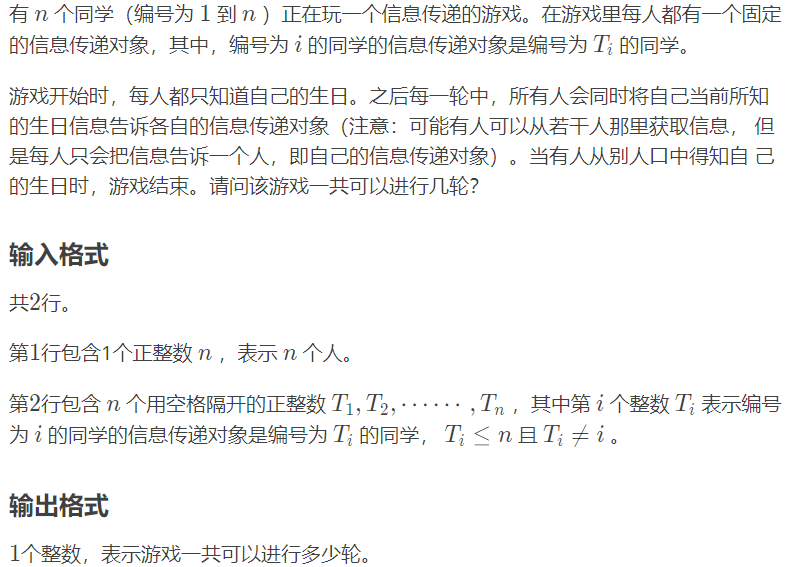 有 n 个同学（编号为 1 到 n ）正在玩一个信息传递的游戏。在游戏里每人都有一个固定
的信息传递对象，其中，编号为 i 的同学的信息传递对象是编号为 T_i 的同学。
游戏开始时，每人都只知道自己的生日。之后每一轮中，所有人会同时将自己当前所知
的生日信息告诉各自的信息传递对象（注意：可能有人可以从若干人那里获取信息， 但
是每人只会把信息告诉一个人，即自己的信息传递对象）。当有人从别人口中得知自 己
的生日时，游戏结束。请问该游戏一共可以进行几轮？
输入格式
共2行。
第1行包含1个正整数 n ，表示 n 个人。
第2行包含 n 个用空格隔开的正整数 T_1, T_2, ······ , T_n ，其中第 i 个整数 T_i 表示编号
为 i 的同学的信息传递对象是编号为 T_i 的同学， T_i ≤ n 且 T_i ≠ i 。
输出格式
1个整数，表示游戏一共可以进行多少轮。